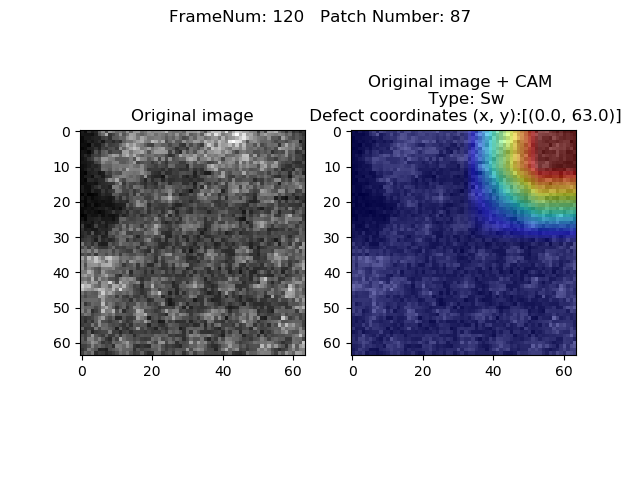 FrameNum: 120   Patch Number: 87
Original image
0
10
20
30
40
50
60
0 20 40 60
Original image + CAM
Type: Sw
Defect coordinates (x, y):[(0.0, 63.0)]
0
10
20
30
40
50
60
0 20 40 60